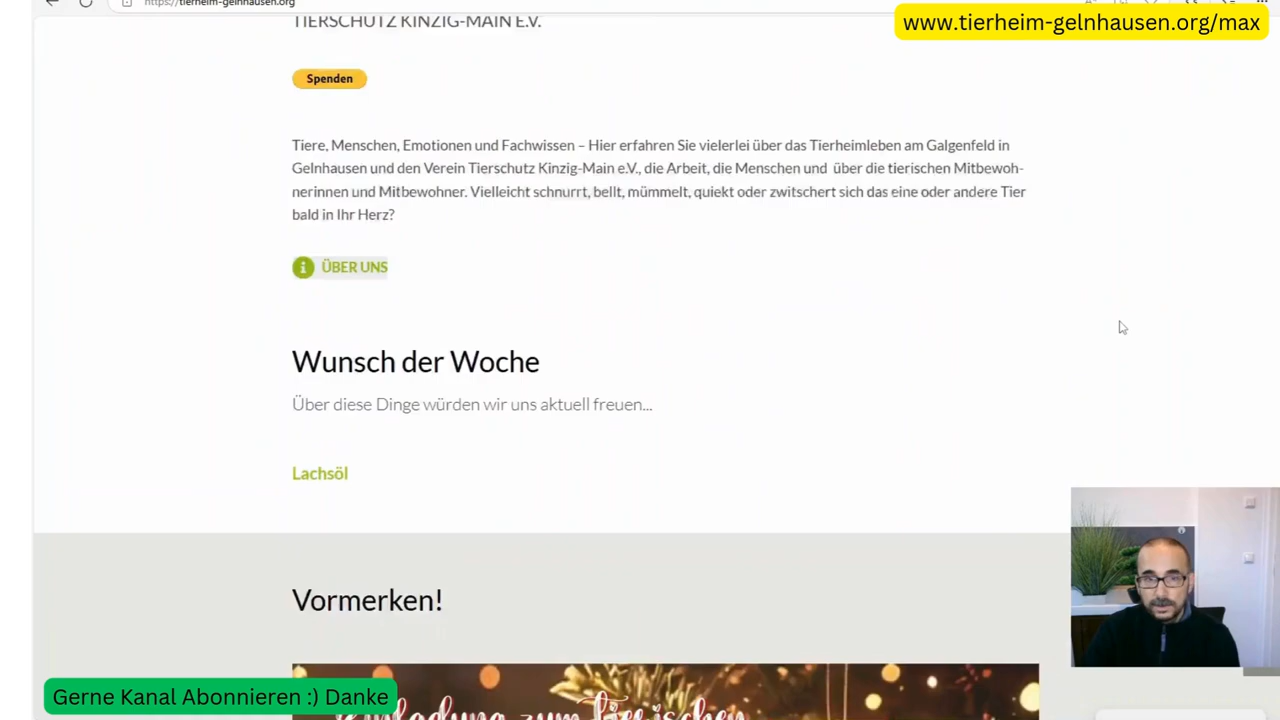 https://tierheim-gelnhausen.org
www.tierheim-gelnhausen.org/max
TIERSCHUTZ KINZIG-MAIN E.V.
Spenden
Tiere, Menschen, Emotionen und Fachwissen – Hier erfahren Sie vielerlei über das Tierheimleben am Galgenfeld in
Gelnhausen und den Verein Tierschutz Kinzig-Main e.V., die Arbeit, die Menschen und über die tierischen Mitbewoh-
nerinnen und Mitbewohner. Vielleicht schnurrt, bellt, mümmelt, quiekt oder zwitschert sich das eine oder andere Tier
bald in Ihr Herz?
ÜBER UNS
Wunsch der Woche
Über diese Dinge würden wir uns aktuell freuen...
Lachsöl
Vormerken!
Einladung zum tierischen
Gerne Kanal Abonnieren :) Danke